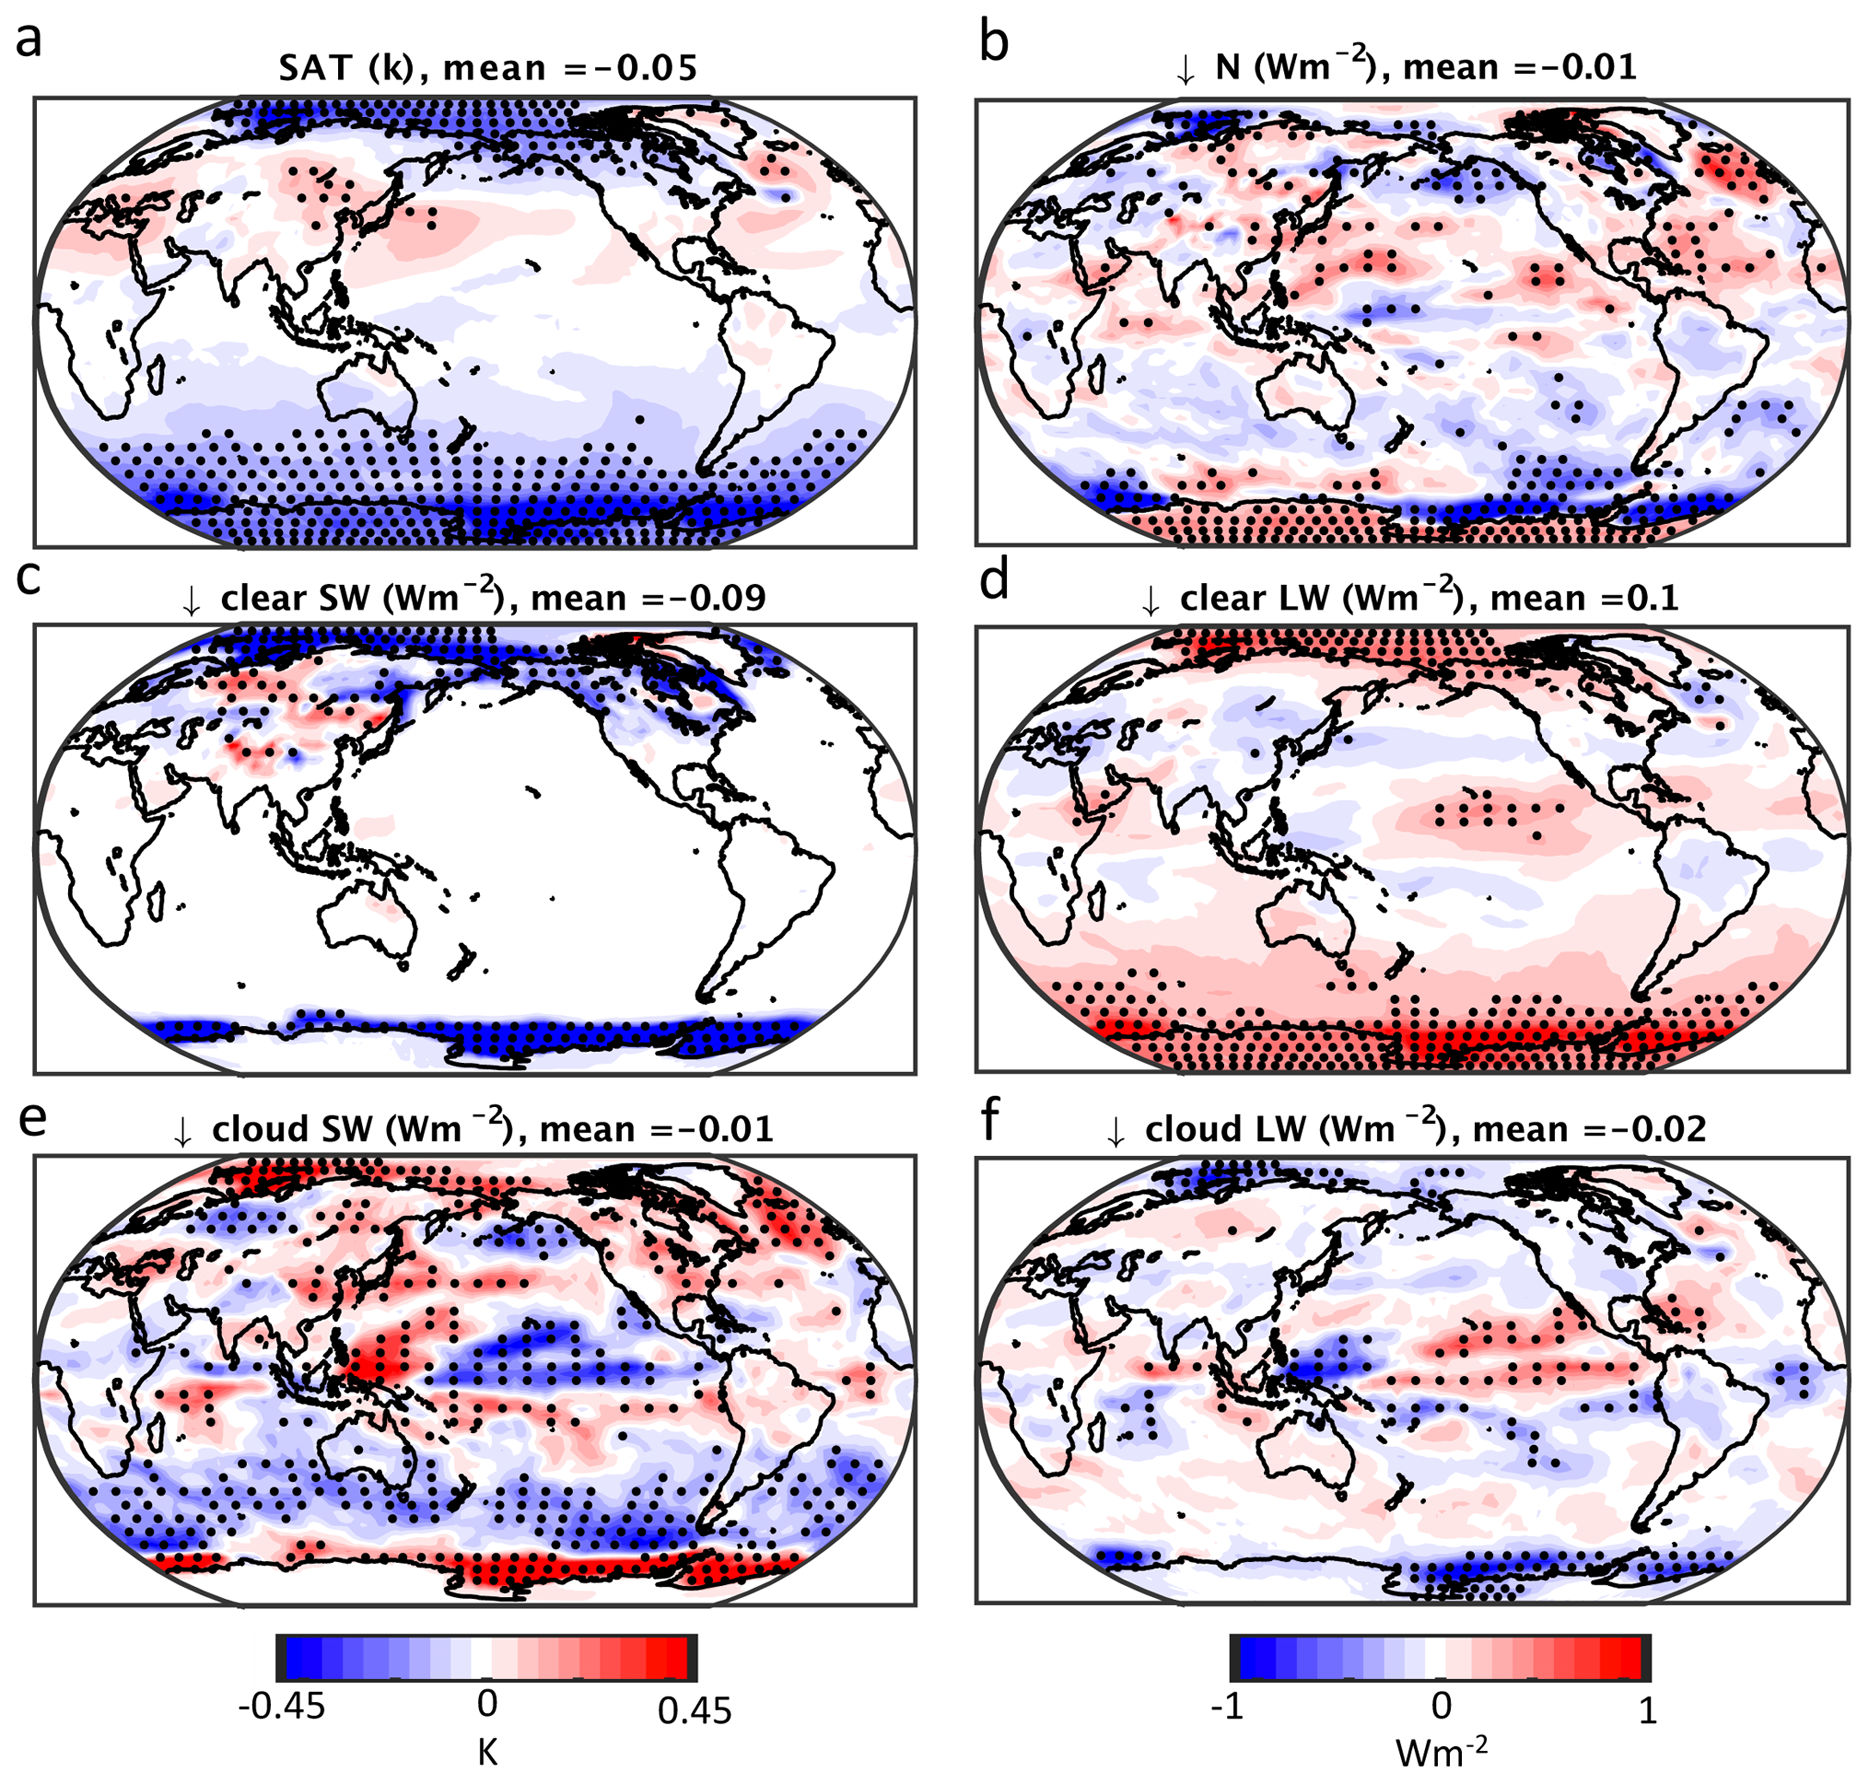 a
SAT (k), mean =−0.05
b
↓ N (Wm⁻²), mean =−0.01
c
↓ clear SW (Wm⁻²), mean =−0.09
d
↓ clear LW (Wm⁻²), mean =0.1
e
↓ cloud SW (Wm⁻²), mean =−0.01
f
↓ cloud LW (Wm⁻²), mean =−0.02
-0.45 0 0.45
K
-1 0 1
Wm⁻²